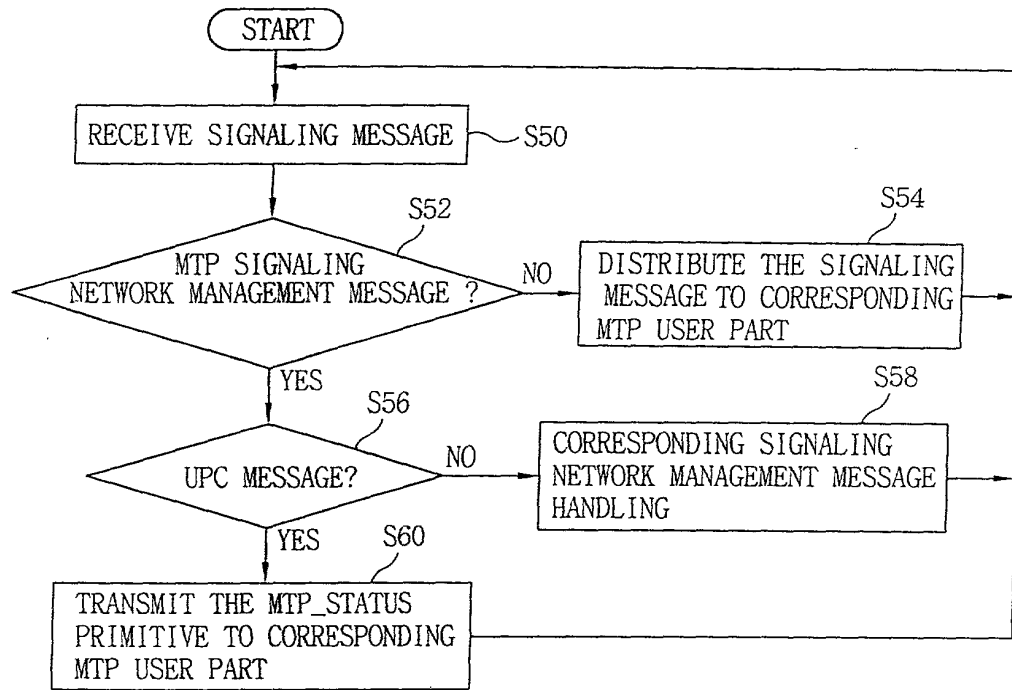 START
RECEIVE SIGNALING MESSAGE
S50
S52
MTP SIGNALING
NETWORK MANAGEMENT MESSAGE ?
NO
S54
DISTRIBUTE THE SIGNALING
MESSAGE TO CORRESPONDING
MTP USER PART
YES
S56
UPC MESSAGE?
NO
S58
CORRESPONDING SIGNALING
NETWORK MANAGEMENT MESSAGE
HANDLING
YES
S60
TRANSMIT THE MTP_STATUS
PRIMITIVE TO CORRESPONDING
MTP USER PART